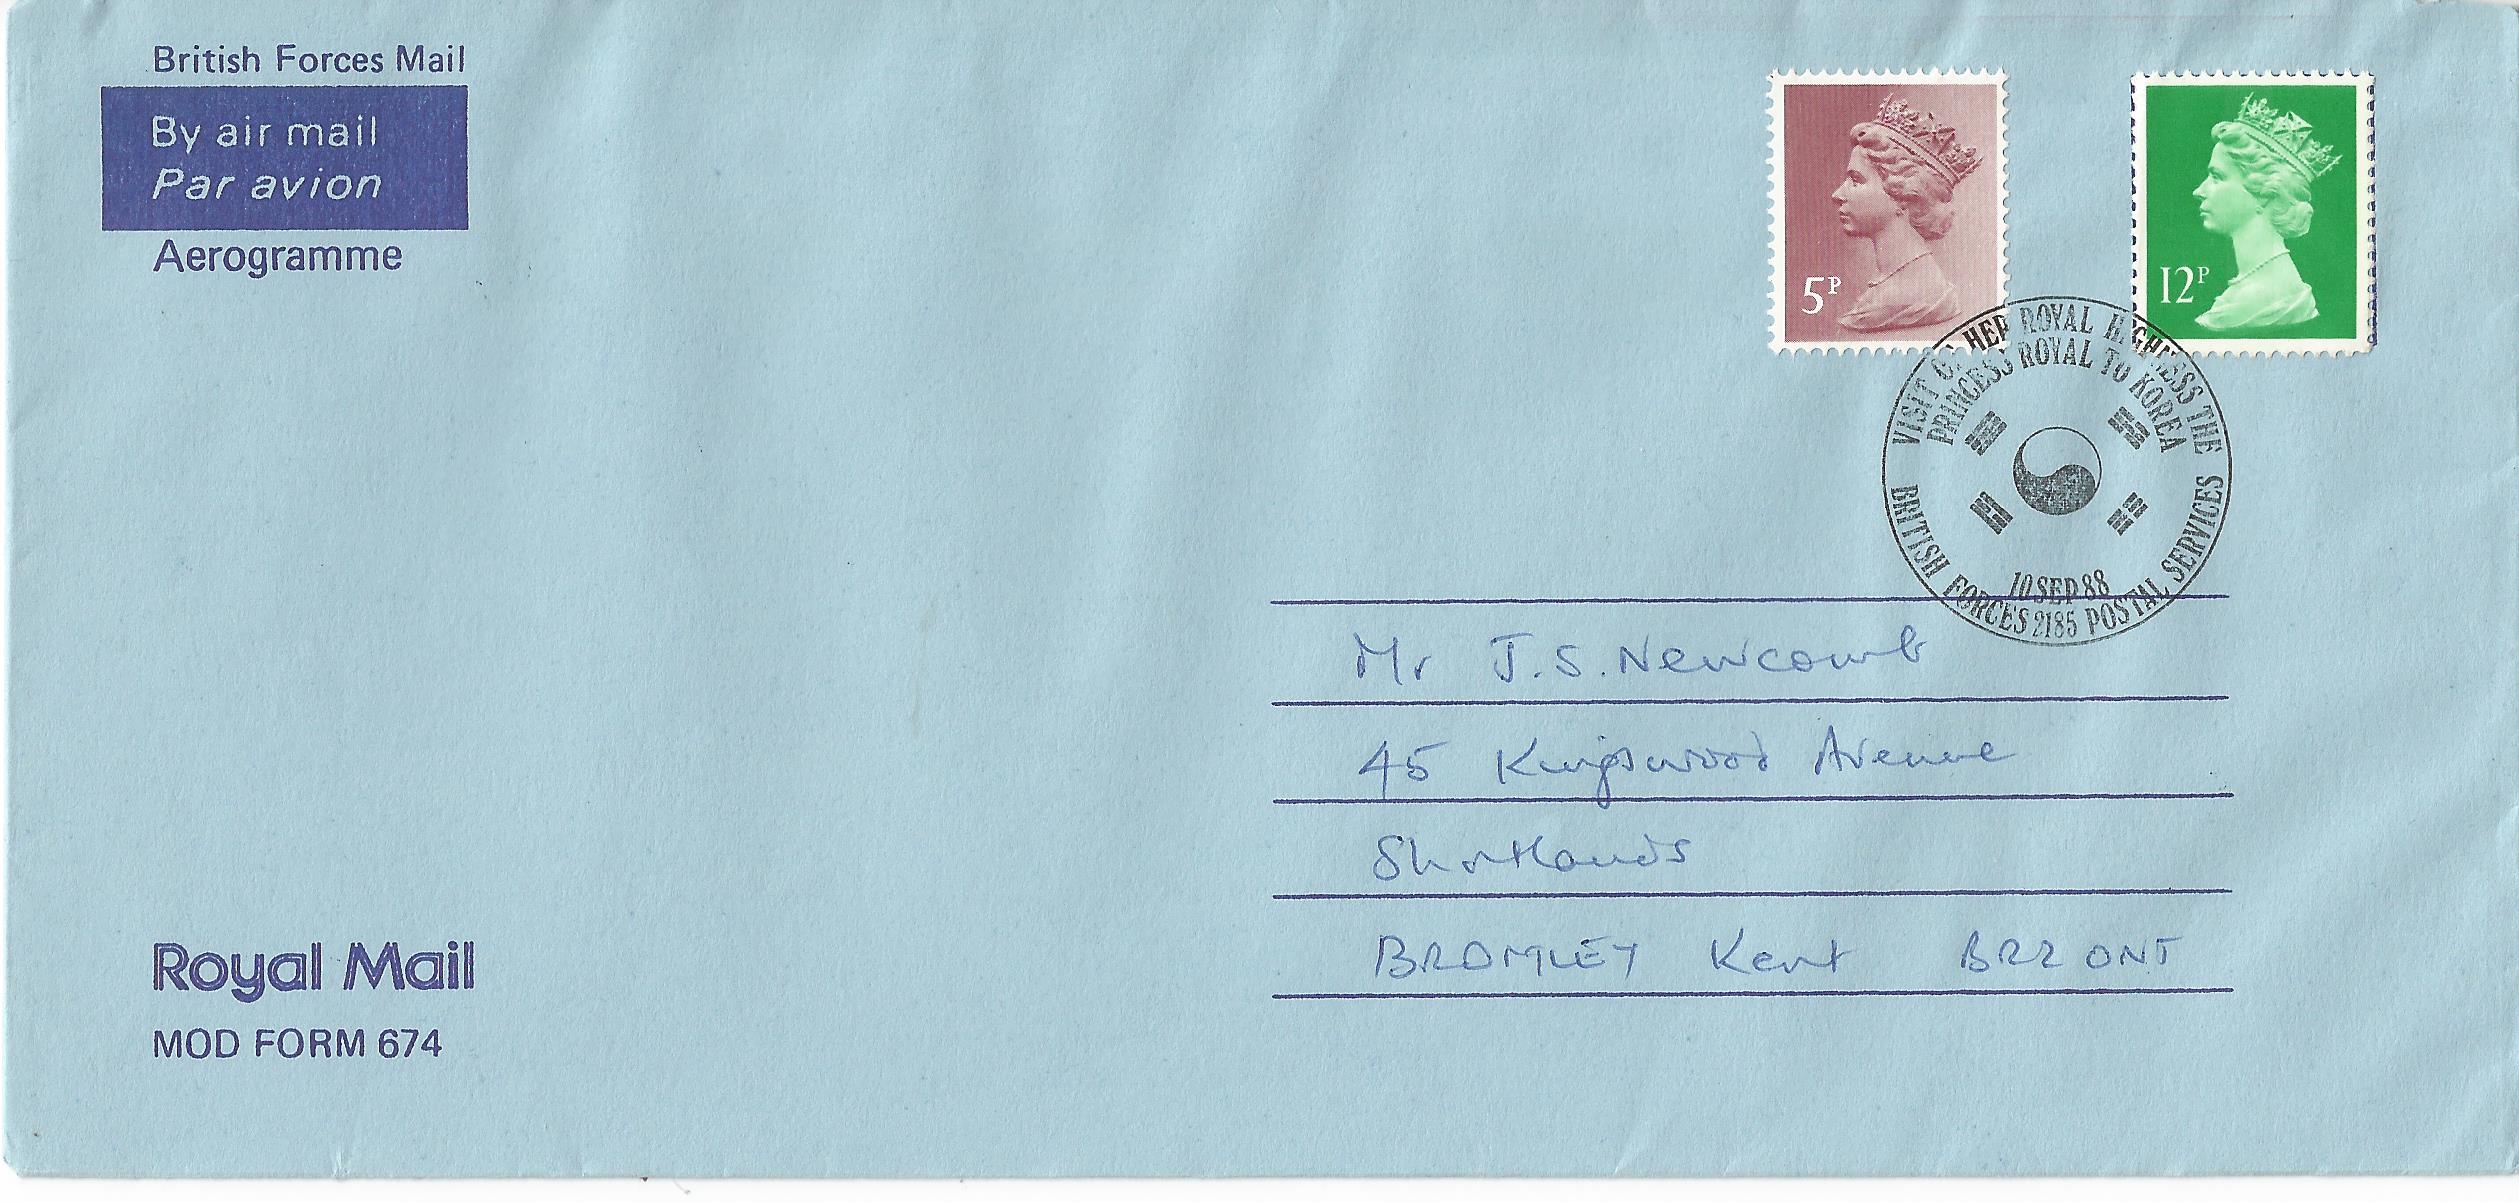 British Forces Mail
By air mail
Par avion
Aerogramme
5P
12P
VISIT OF HER ROYAL HIGHNESS THE
PRINCESS ROYAL TO KOREA
10 SEP 88
BRITISH FORCES 2185 POSTAL SERVICES
Mr J.S. Newcomb
45 Kingswood Avenue
Shortlands
BROMLEY Kent BR2 0NT
Royal Mail
MOD FORM 674